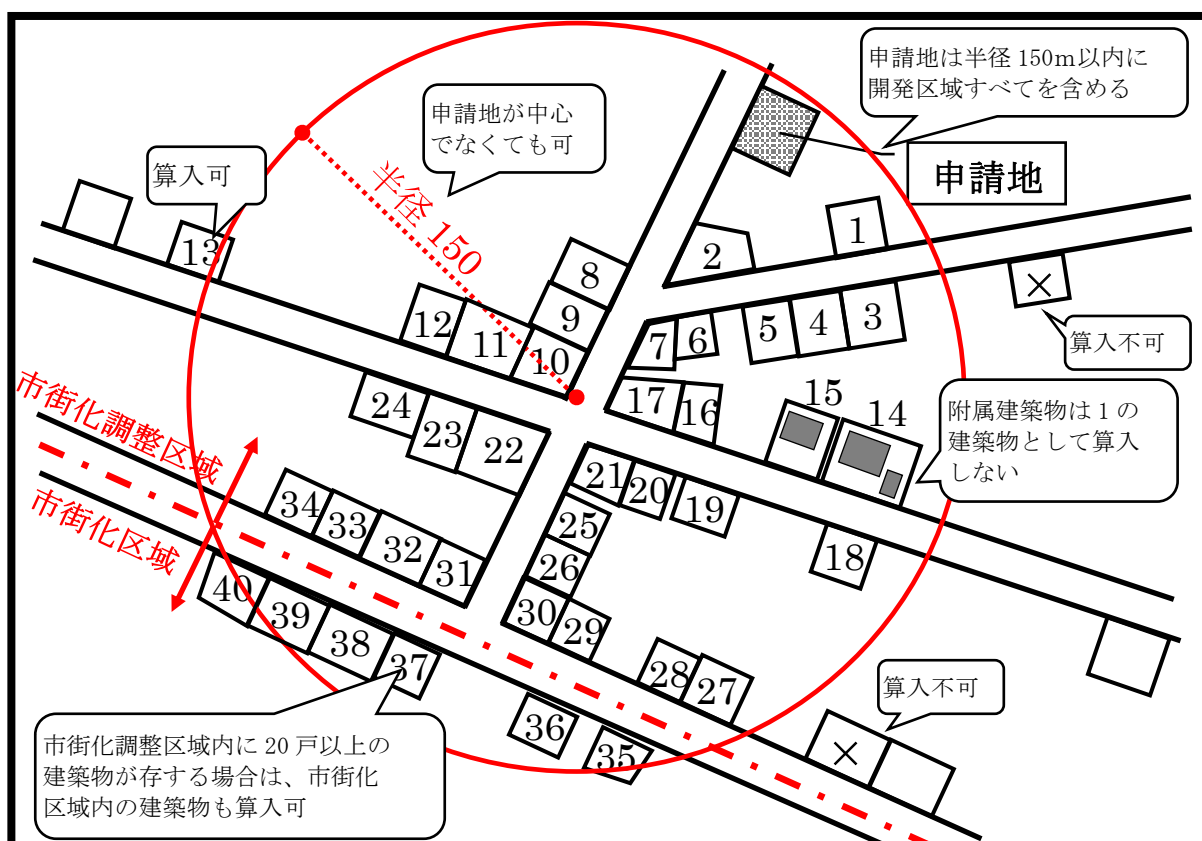 申請地は半径 150m以内に
開発区域すべてを含める
申請地が中心
でなくても可
算入可
申請地
半径 150
1
2
13
8
×
9
3
4
5
12
11
7
6
10
算入不可
15
14
24
17
16
附属建築物は 1 の
建築物として算入
しない
市街化調整区域
23
22
21
20
19
34
33
25
市街化区域
32
18
31
26
40
39
30
29
38
37
28
27
算入不可
36
35
×
市街化調整区域内に 20 戸以上の
建築物が存する場合は、市街化
区域内の建築物も算入可